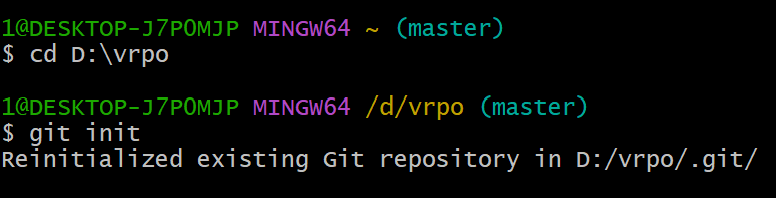 1@DESKTOP-J7P0MJP MINGW64 ~ (master)
$ cd D:\vrpo
1@DESKTOP-J7P0MJP MINGW64 /d/vrpo (master)
$ git init
Reinitialized existing Git repository in D:/vrpo/.git/